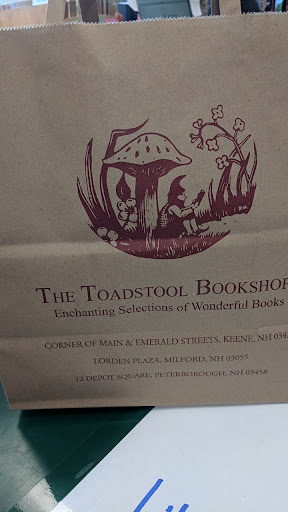 THE TOADSTOOL BOOKSHOP
Enchanting Selections of Wonderful Books
CORNER OF MAIN & EMERALD STREETS, KEENE, NH 034
LORDEN PLAZA, MILFORD, NH 03055
12 DEPOT SQUARE, PETERBOROUGH, NH 03458